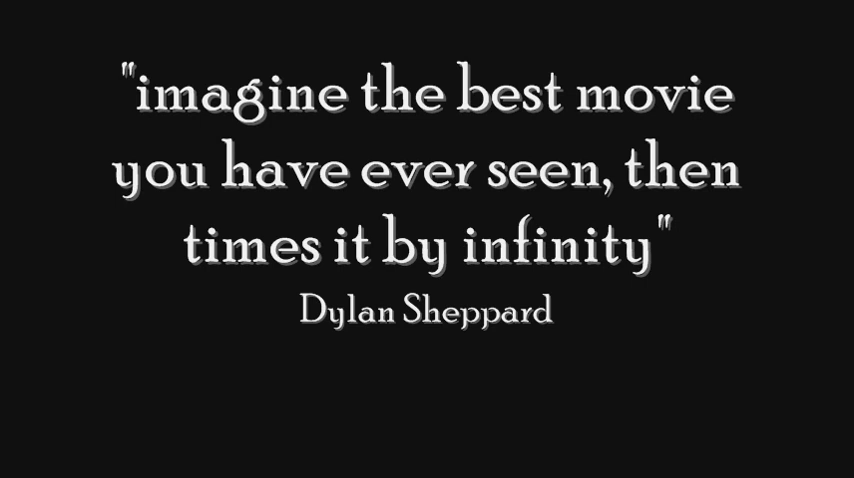 "imagine the best movie
you have ever seen, then
times it by infinity"
Dylan Sheppard